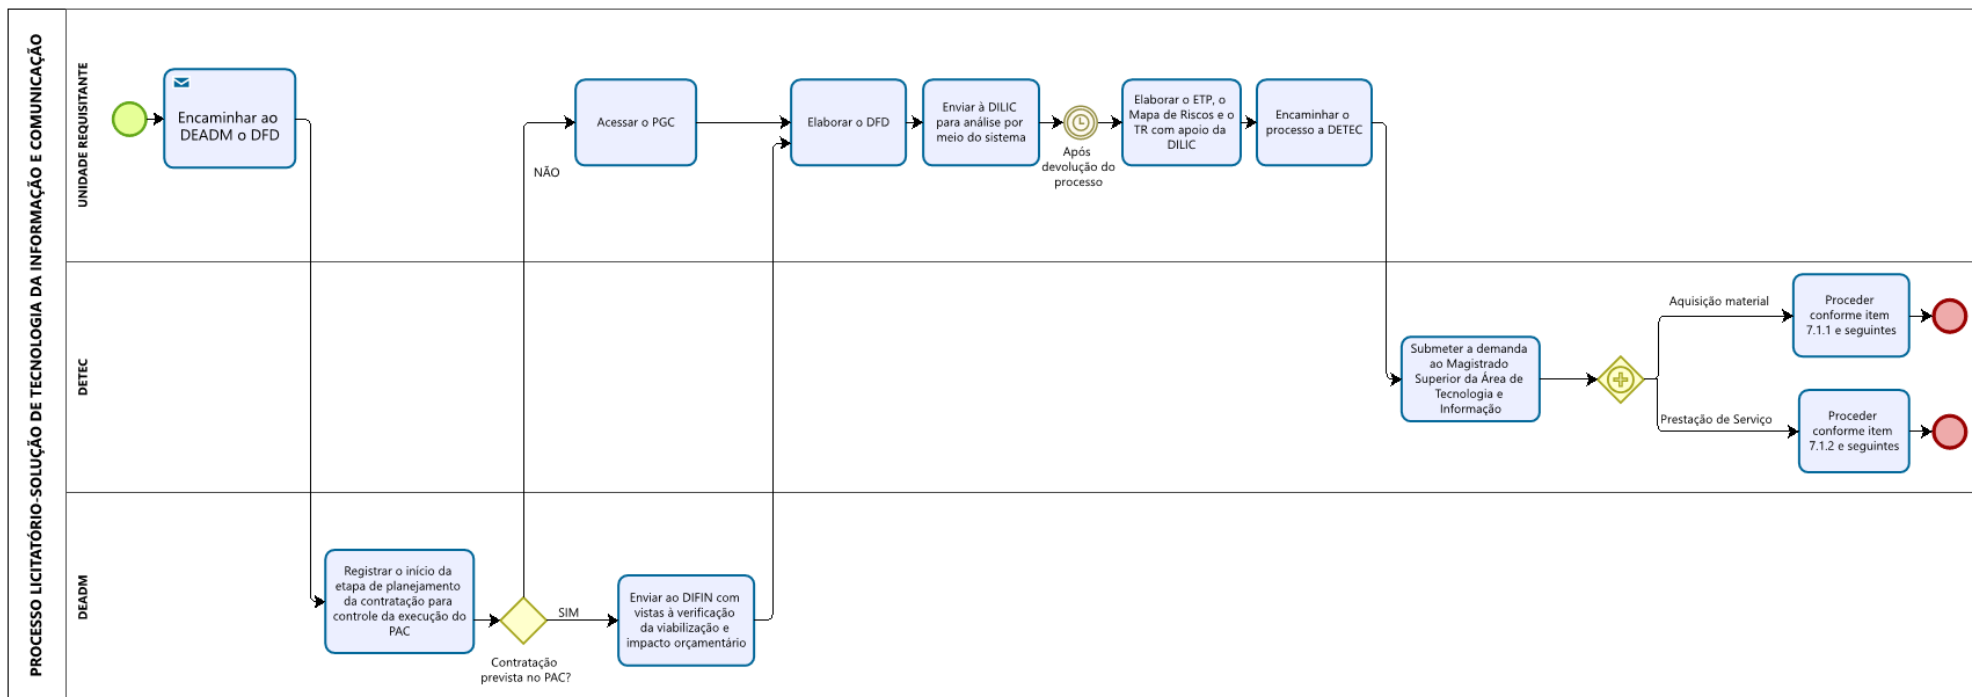 PROCESSO LICITATÓRIO-SOLUÇÃO DE TECNOLOGIA DA INFORMAÇÃO E COMUNICAÇÃO
UNIDADE REQUISITANTE
Encaminhar ao
DEADM o DFD
NÃO
Acessar o PGC
Elaborar o DFD
Enviar à DILIC
para análise por
meio do sistema
Após
devolução do
processo
Elaborar o ETP, o
Mapa de Riscos e o
TR com apoio da
DILIC
Encaminhar o
processo a DETEC
DETEC
Submeter a demanda
ao Magistrado
Superior da Área de
Tecnologia e
Informação
Aquisição material
Proceder
conforme item
7.1.1 e seguintes
Prestação de Serviço
Proceder
conforme item
7.1.2 e seguintes
DEADM
Registrar o início da
etapa de planejamento
da contratação para
controle da execução do
PAC
Contratação
prevista no PAC?
SIM
Enviar ao DIFIN com
vistas à verificação
da viabilização e
impacto orçamentário